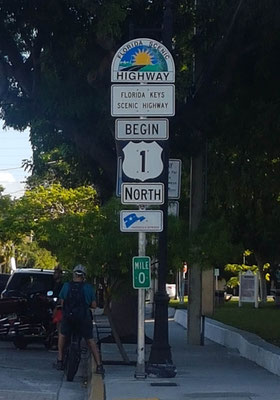 FLORIDA SCENIC
HIGHWAY
FLORIDA KEYS
SCENIC HIGHWAY
BEGIN
1
NORTH
MILE
0